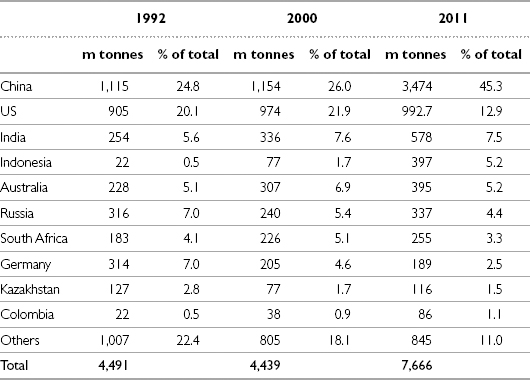 1992 2000 2011
m tonnes % of total m tonnes % of total m tonnes % of total
China 1,115 24.8 1,154 26.0 3,474 45.3
US 905 20.1 974 21.9 992.7 12.9
India 254 5.6 336 7.6 578 7.5
Indonesia 22 0.5 77 1.7 397 5.2
Australia 228 5.1 307 6.9 395 5.2
Russia 316 7.0 240 5.4 337 4.4
South Africa 183 4.1 226 5.1 255 3.3
Germany 314 7.0 205 4.6 189 2.5
Kazakhstan 127 2.8 77 1.7 116 1.5
Colombia 22 0.5 38 0.9 86 1.1
Others 1,007 22.4 805 18.1 845 11.0
Total 4,491 4,439 7,666